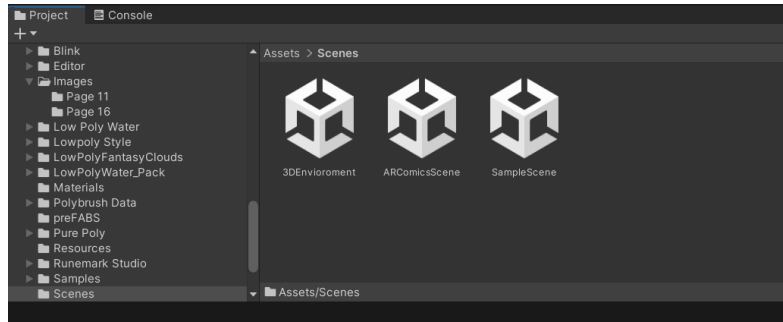 Project
Console
Blink
Editor
Images
Page 11
Page 16
Low Poly Water
Lowpoly Style
LowPolyFantasyClouds
LowPolyWater_Pack
Materials
Polybrush Data
preFABS
Pure Poly
Resources
Runemark Studio
Samples
Scenes
Assets > Scenes
3DEnvioroment
ARComicsScene
SampleScene
Assets/Scenes